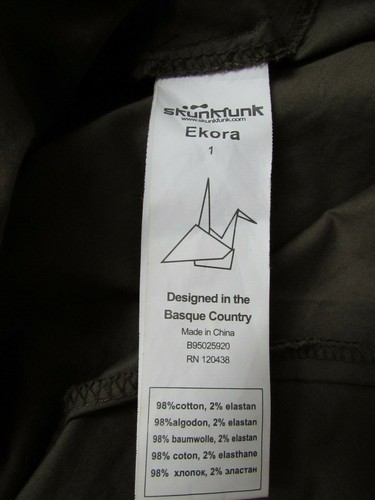 skunkfunk
www.skunkfunk.com
Ekora
1
Designed in the
Basque Country
Made in China
B95025920
RN 120438
98%cotton, 2% elastan
98%algodon, 2% elastan
98% baumwolle, 2% elastan
98% coton, 2% elasthane
98% хлопок, 2% эластан